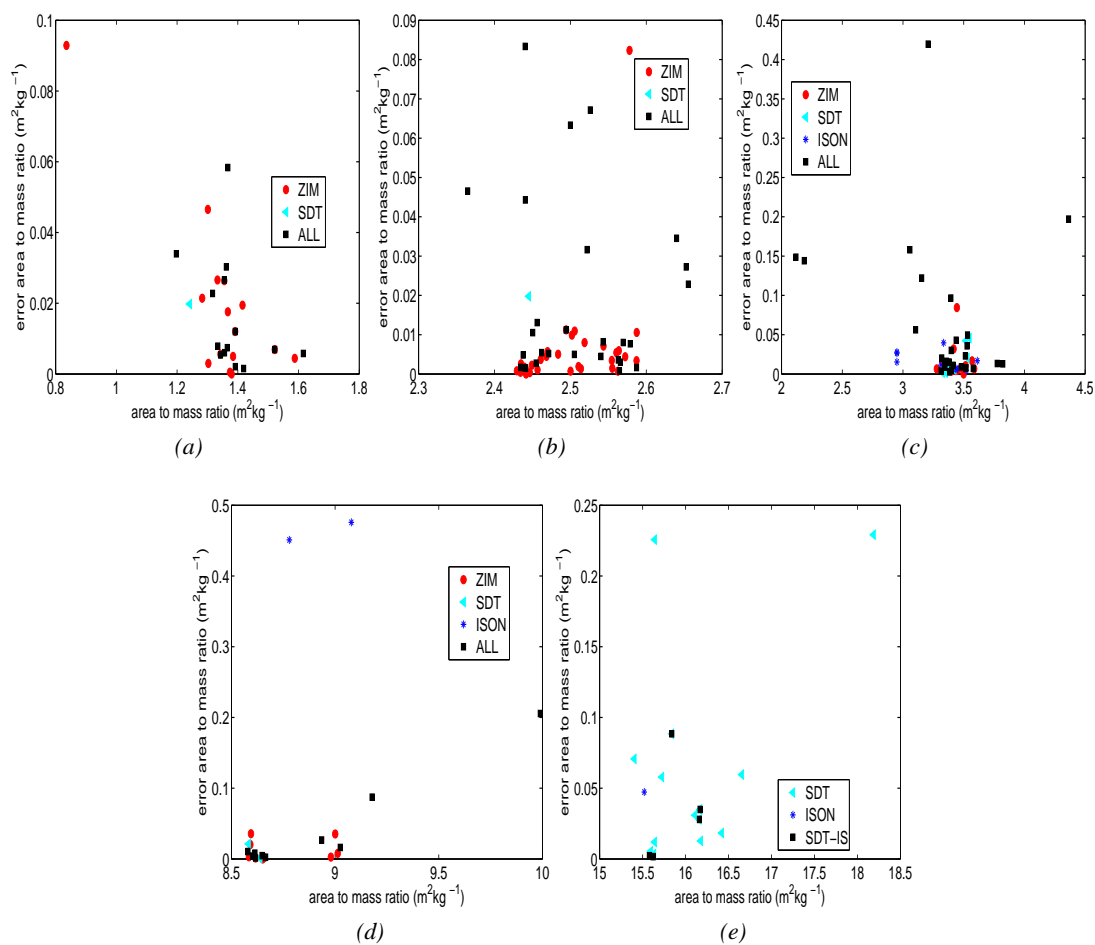 0.1
0.08
0.06
0.04
0.02
0
0.8 1 1.2 1.4 1.6 1.8
error area to mass ratio (m²kg⁻¹)
area to mass ratio (m²kg⁻¹)
ZIM
SDT
ALL
(a)
0.09
0.08
0.07
0.06
0.05
0.04
0.03
0.02
0.01
0
2.3 2.4 2.5 2.6 2.7
error area to mass ratio (m²kg⁻¹)
area to mass ratio (m²kg⁻¹)
ZIM
SDT
ALL
(b)
0.45
0.4
0.35
0.3
0.25
0.2
0.15
0.1
0.05
0
2 2.5 3 3.5 4 4.5
error area to mass ratio (m²kg⁻¹)
area to mass ratio (m²kg⁻¹)
ZIM
SDT
ISON
ALL
(c)
0.5
0.4
0.3
0.2
0.1
0
8.5 9 9.5 10
error area to mass ratio (m²kg⁻¹)
area to mass ratio (m²kg⁻¹)
ZIM
SDT
ISON
ALL
(d)
0.25
0.2
0.15
0.1
0.05
0
15 15.5 16 16.5 17 17.5 18 18.5
error area to mass ratio (m²kg⁻¹)
area to mass ratio (m²kg⁻¹)
SDT
ISON
SDT-IS
(e)